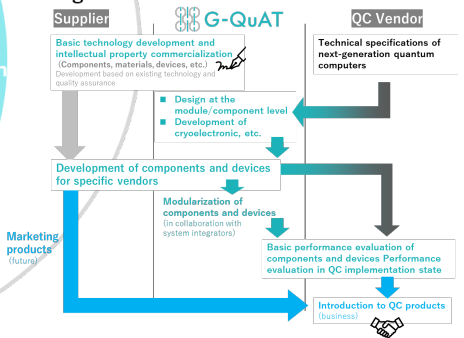 Supplier
G-QuAT
QC Vendor
Basic technology development and
intellectual property commercialization
(Components, materials, devices, etc.)
Development based on existing technology and
quality assurance
Technical specifications of
next-generation quantum
computers
■ Design at the
module/component level
■ Development of
cryoelectronic, etc.
Development of components and devices
for specific vendors
Modularization of
components and devices
(in collaboration with
system integrators)
Marketing
products
(future)
Basic performance evaluation of
components and devices Performance
evaluation in QC implementation state
Introduction to QC products
(business)